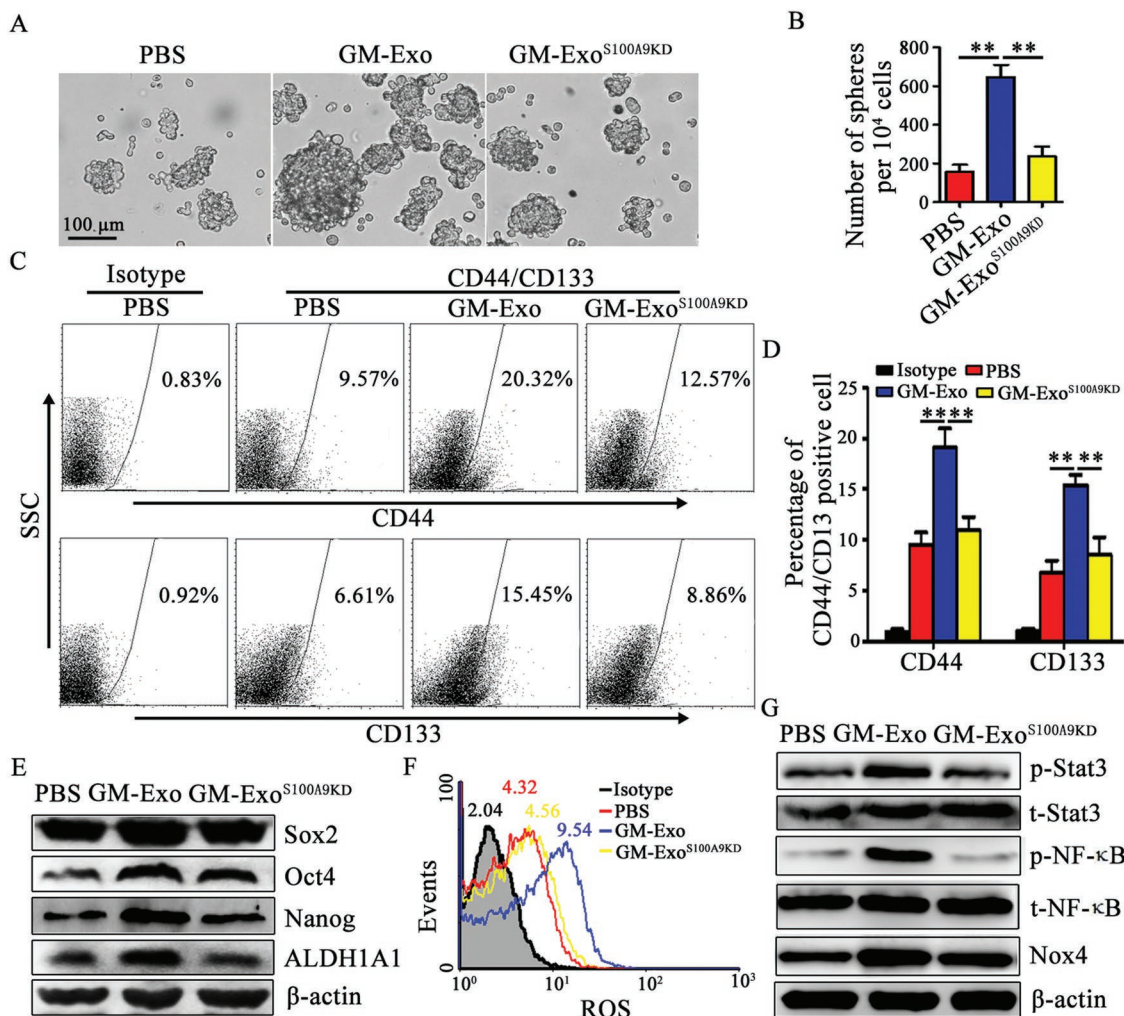 A
PBS GM-Exo GM-Exo^S100A9KD
100 μm
B
Number of spheres
per 10^4 cells
800
600
400
200
0
** **
PBS
GM-Exo
GM-Exo^S100A9KD
C
Isotype CD44/CD133
PBS PBS GM-Exo GM-Exo^S100A9KD
0.83% 9.57% 20.32% 12.57%
CD44
SSC
0.92% 6.61% 15.45% 8.86%
CD133
D
Isotype PBS
GM-Exo GM-Exo^S100A9KD
Percentage of
CD44/CD13 positive cell
25
20
15
10
5
0
** **
** **
CD44 CD133
E
PBS GM-Exo GM-Exo^S100A9KD
Sox2
Oct4
Nanog
ALDH1A1
β-actin
F
Events
100
0
2.04 4.32 4.56 9.54
Isotype
PBS
GM-Exo
GM-Exo^S100A9KD
10^0 10^1 10^2 10^3
ROS
G
PBS GM-Exo GM-Exo^S100A9KD
p-Stat3
t-Stat3
p-NF-κB
t-NF-κB
Nox4
β-actin